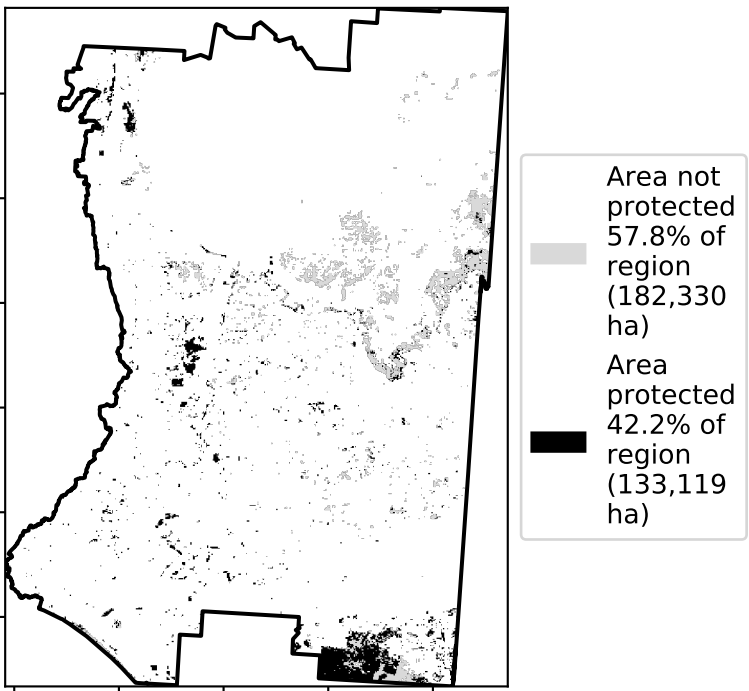 Area not
protected
57.8% of
region
(182,330
ha)
Area
protected
42.2% of
region
(133,119
ha)